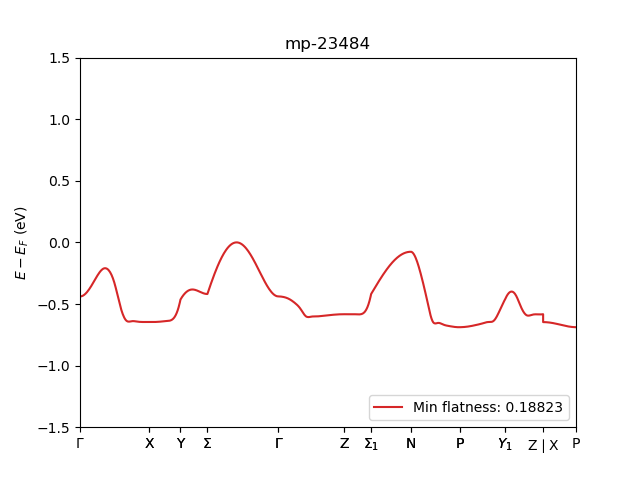 mp-23484
E − E_F (eV)
1.5
1.0
0.5
0.0
−0.5
−1.0
−1.5
Min flatness: 0.18823
Γ X Y Σ Γ Z Σ₁ N P Y₁ Z | X P